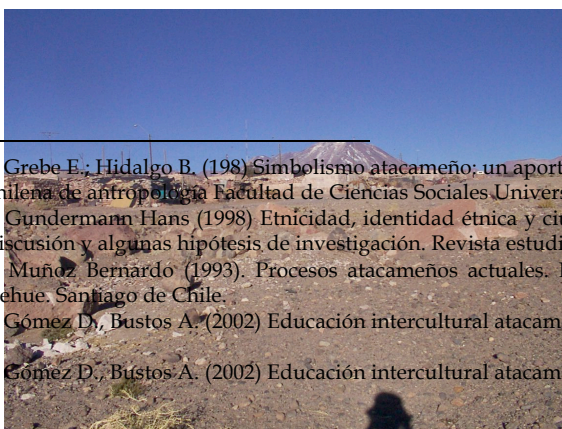 Grebe E.; Hidalgo B. (198) Simbolismo atacameño: un aport
hilena de antropología Facultad de Ciencias Sociales Univers
Gundermann Hans (1998) Etnicidad, identidad étnica y ciu
iscusión y algunas hipótesis de investigación. Revista estudi
Muñoz Bernardo (1993). Procesos atacameños actuales.
ehue. Santiago de Chile.
Gómez D., Bustos A. (2002) Educación intercultural atacam
Gómez D., Bustos A. (2002) Educación intercultural atacam